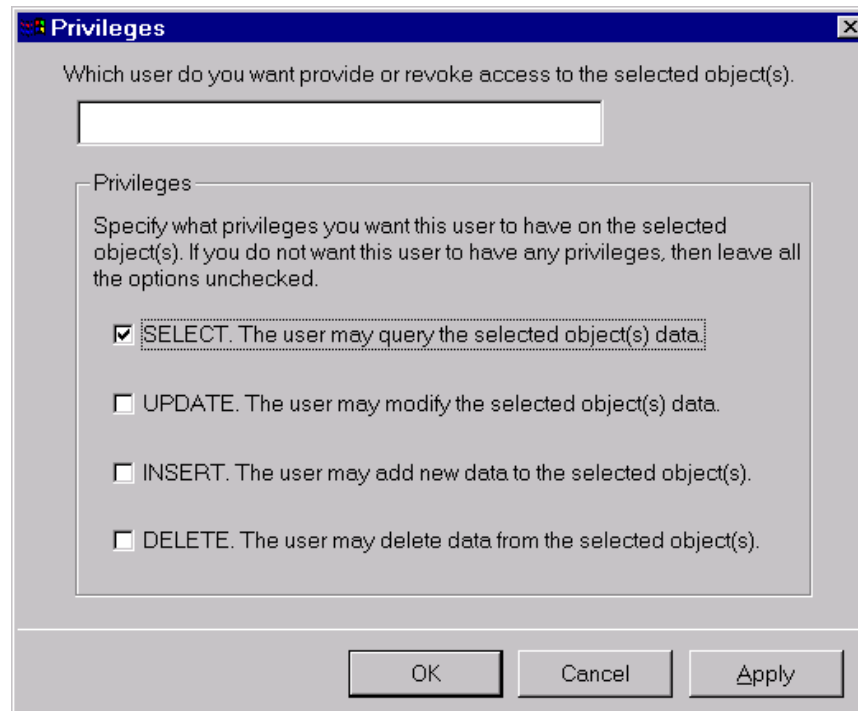 Privileges
Which user do you want provide or revoke access to the selected object(s).
Privileges
Specify what privileges you want this user to have on the selected
object(s). If you do not want this user to have any privileges, then leave all
the options unchecked.
SELECT. The user may query the selected object(s) data.
UPDATE. The user may modify the selected object(s) data.
INSERT. The user may add new data to the selected object(s).
DELETE. The user may delete data from the selected object(s).
OK Cancel Apply